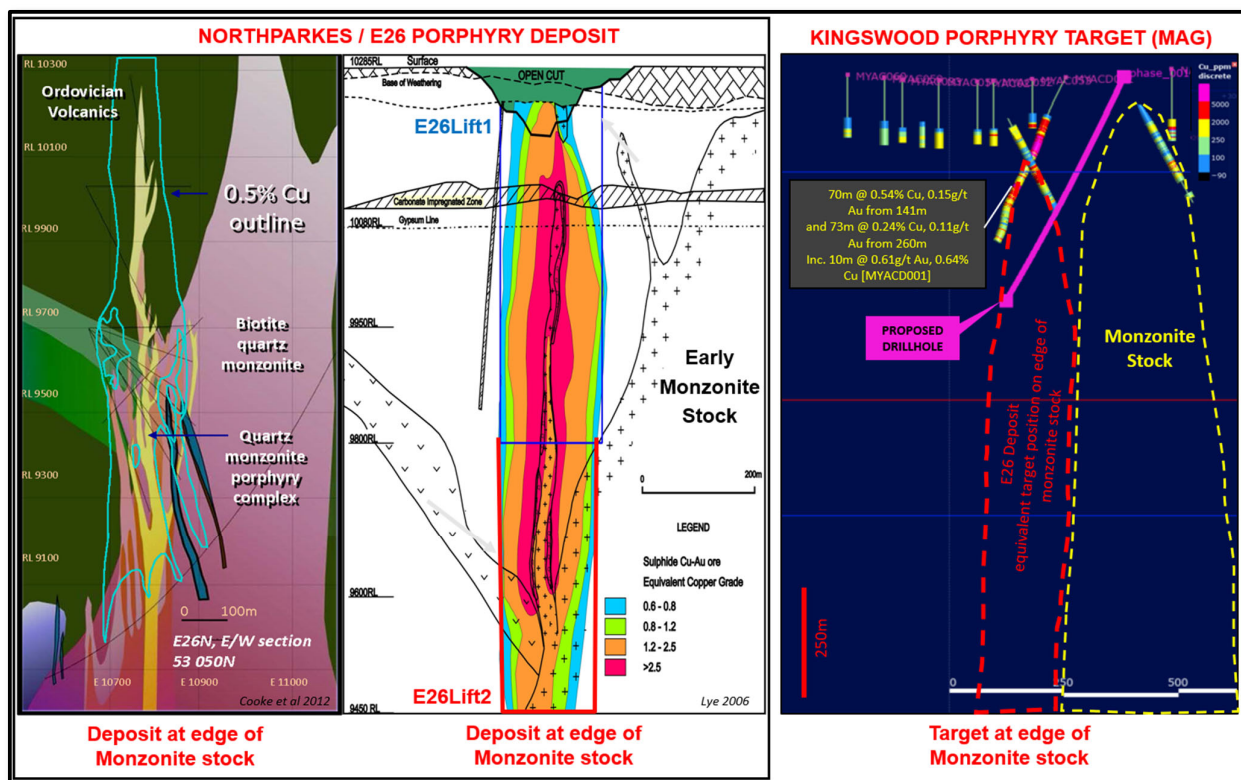 NORTHPARKES / E26 PORPHYRY DEPOSIT
RL 10300
Ordovician
Volcanics
RL 10100
0.5% Cu
outline
RL 9900
RL 9700
Biotite
quartz
monzonite
RL 9500
Quartz
monzonite
porphyry
complex
RL 9300
RL 9100
0 100m
E26N, E/W section
53 050N
E 10700 E 10900 E 11000
Cooke et al 2012
Deposit at edge of
Monzonite stock
10285RL Surface
OPEN CUT
Base of Weathering
E26Lift1
Carbonate Impregnated Zone
10080RL
Gypsum Line
9950RL
Early
Monzonite
Stock
9800RL
0 200m
LEGEND
Sulphide Cu-Au ore
Equivalent Copper Grade
9600RL
0.6 - 0.8
0.8 - 1.2
1.2 - 2.5
>2.5
E26Lift2
9450RL
Lye 2006
Deposit at edge of
Monzonite stock
KINGSWOOD PORPHYRY TARGET (MAG)
Cu_ppm
discrete
5000
2000
250
100
~90
70m @ 0.54% Cu, 0.15g/t
Au from 141m
and 73m @ 0.24% Cu, 0.11g/t
Au from 260m
Inc. 10m @ 0.61g/t Au, 0.64%
Cu [MYACD001]
PROPOSED
DRILLHOLE
Monzonite
Stock
E26 Deposit
equivalent target position on edge of
monzonite stock
250m
0 250 500
Target at edge of
Monzonite stock